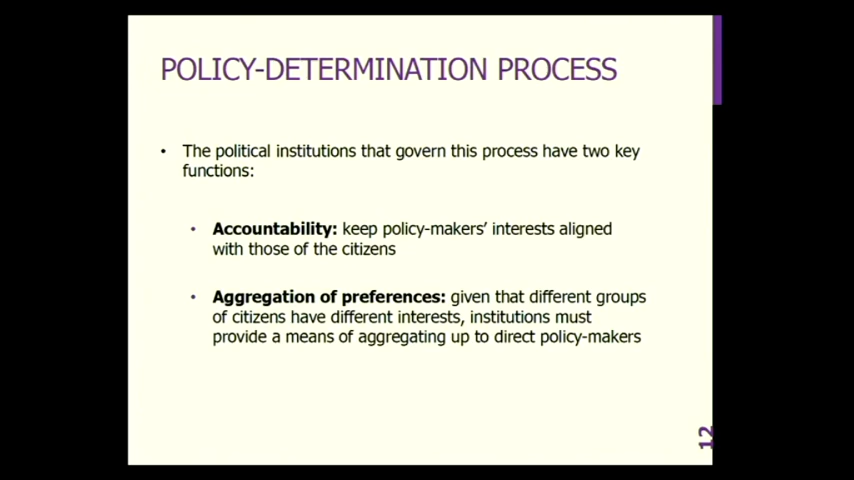 POLICY-DETERMINATION PROCESS
• The political institutions that govern this process have two key
functions:
• Accountability: keep policy-makers' interests aligned
with those of the citizens
• Aggregation of preferences: given that different groups
of citizens have different interests, institutions must
provide a means of aggregating up to direct policy-makers
12